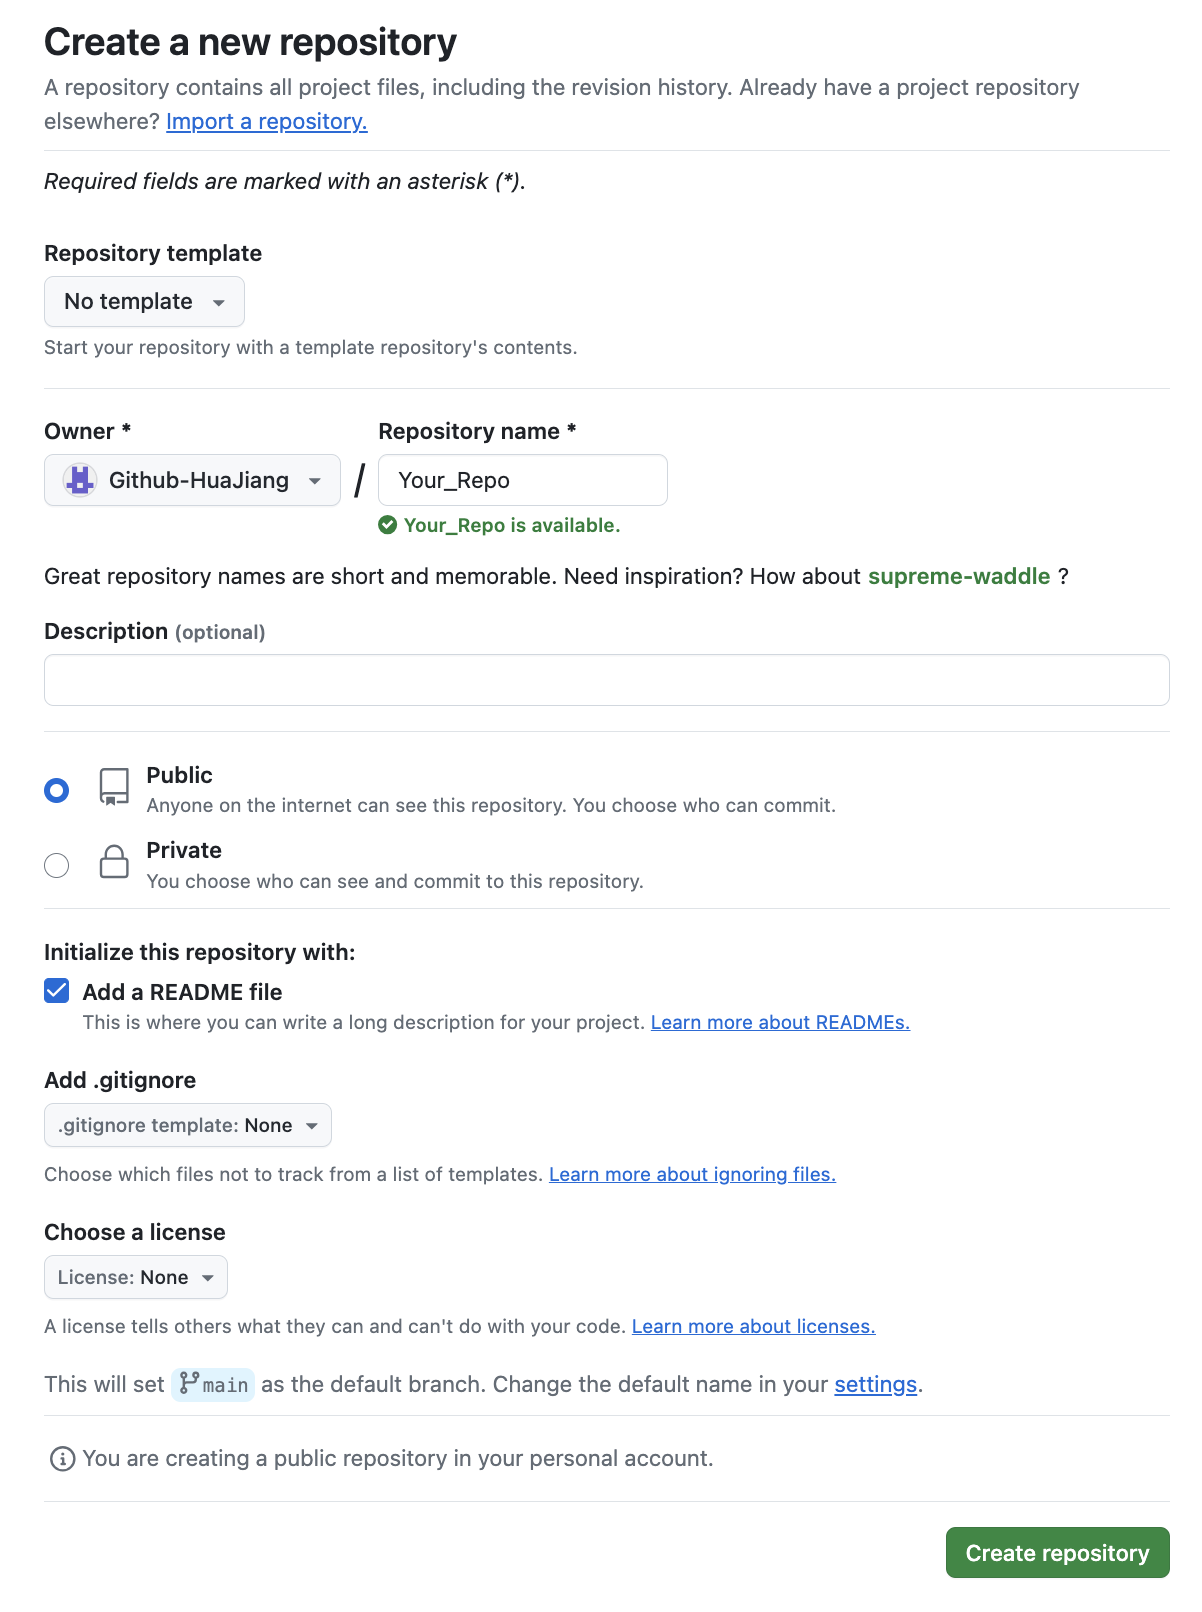 Create a new repository
A repository contains all project files, including the revision history. Already have a project repository
elsewhere? Import a repository.
Required fields are marked with an asterisk (*).
Repository template
No template
Start your repository with a template repository's contents.
Owner *
Repository name *
Github-HuaJiang
/
Your_Repo
Your_Repo is available.
Great repository names are short and memorable. Need inspiration? How about supreme-waddle ?
Description (optional)
Public
Anyone on the internet can see this repository. You choose who can commit.
Private
You choose who can see and commit to this repository.
Initialize this repository with:
Add a README file
This is where you can write a long description for your project. Learn more about READMEs.
Add .gitignore
.gitignore template: None
Choose which files not to track from a list of templates. Learn more about ignoring files.
Choose a license
License: None
A license tells others what they can and can't do with your code. Learn more about licenses.
This will set main as the default branch. Change the default name in your settings.
You are creating a public repository in your personal account.
Create repository